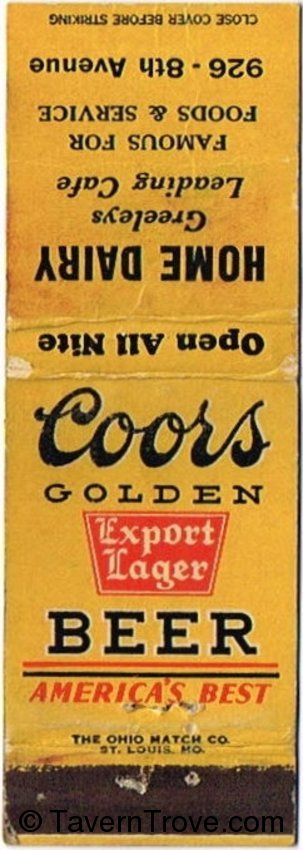 Open All Nite
HOME DAIRY
Greeleys
Leading Cafe
FAMOUS FOR
FOODS & SERVICE
926 - 8th Avenue
CLOSE COVER BEFORE STRIKING
Coors
GOLDEN
Export
Lager
BEER
AMERICA'S BEST
THE OHIO MATCH CO.
ST. LOUIS. MO.
© TavernTrove.com